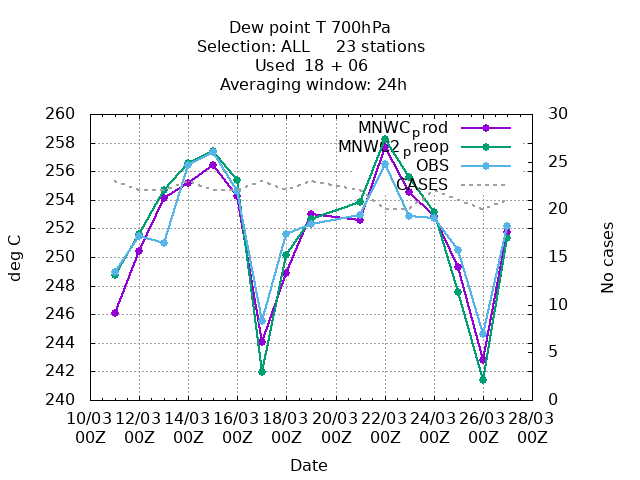 Dew point T 700hPa
Selection: ALL     23 stations
Used  18 + 06
Averaging window: 24h
260
258
256
254
252
250
248
246
244
242
240
30
25
20
15
10
5
0
deg C
No cases
MNWCprod
MNWC2preop
OBS
CASES
10/03 12/03 14/03 16/03 18/03 20/03 22/03 24/03 26/03 28/03
00Z 00Z 00Z 00Z 00Z 00Z 00Z 00Z 00Z 00Z
Date